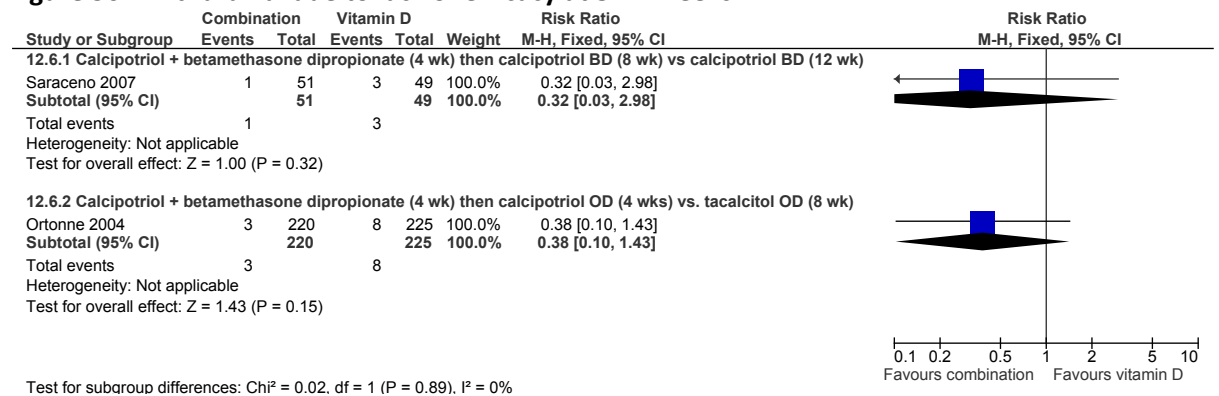 Combination Vitamin D Risk Ratio Risk Ratio
Study or Subgroup Events Total Events Total Weight M-H, Fixed, 95% CI M-H, Fixed, 95% CI
12.6.1 Calcipotriol + betamethasone dipropionate (4 wk) then calcipotriol BD (8 wk) vs calcipotriol BD (12 wk)
Saraceno 2007 1 51 3 49 100.0% 0.32 [0.03, 2.98]
Subtotal (95% CI) 51 49 100.0% 0.32 [0.03, 2.98]
Total events 1 3
Heterogeneity: Not applicable
Test for overall effect: Z = 1.00 (P = 0.32)
12.6.2 Calcipotriol + betamethasone dipropionate (4 wk) then calcipotriol OD (4 wks) vs. tacalcitol OD (8 wk)
Ortonne 2004 3 220 8 225 100.0% 0.38 [0.10, 1.43]
Subtotal (95% CI) 220 225 100.0% 0.38 [0.10, 1.43]
Total events 3 8
Heterogeneity: Not applicable
Test for overall effect: Z = 1.43 (P = 0.15)
0.1 0.2 0.5 1 2 5 10
Favours combination Favours vitamin D
Test for subgroup differences: Chi² = 0.02, df = 1 (P = 0.89), I² = 0%